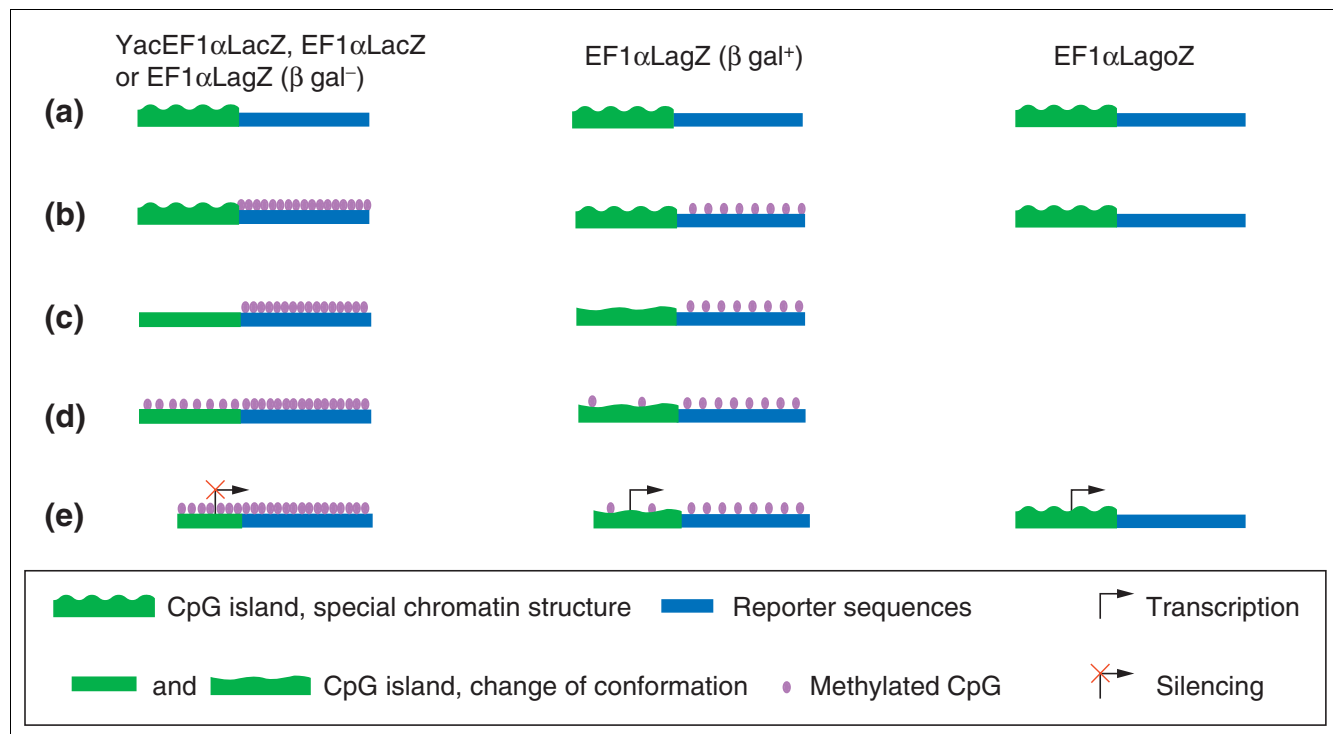 YacEF1αLacZ, EF1αLacZ
or EF1αLagZ (β gal⁻)
EF1αLagZ (β gal⁺)
EF1αLagoZ
(a)
(b)
(c)
(d)
(e)
CpG island, special chromatin structure
Reporter sequences
Transcription
and
CpG island, change of conformation
Methylated CpG
Silencing